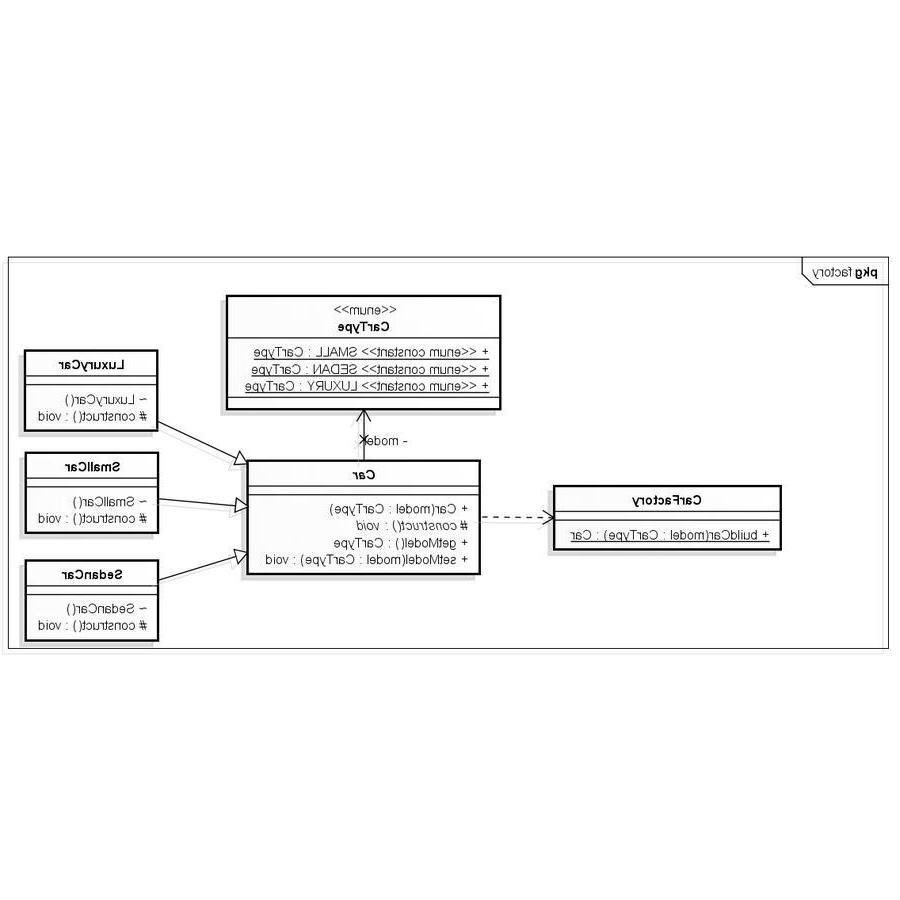 pkg factory
<<enum>>
CarType
+ <<enum constant>> SMALL : CarType
+ <<enum constant>> SEDAN : CarType
+ <<enum constant>> LUXURY : CarType
LuxuryCar
~ LuxuryCar()
# construct() : void
- model
Car
+ Car(model : CarType)
# construct() : void
+ getModel() : CarType
+ setModel(model : CarType) : void
SmallCar
~ SmallCar()
# construct() : void
CarFactory
+ buildCar(model : CarType) : Car
SedanCar
~ SedanCar()
# construct() : void